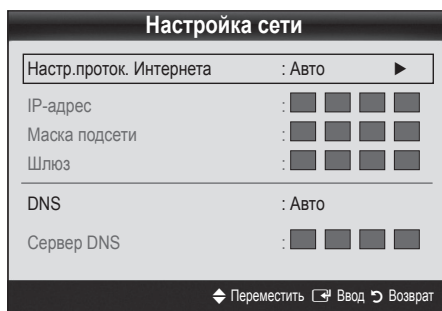 Настройка сети
Настр.проток. Интернета : Авто ►
IP-адрес :
Маска подсети :
Шлюз :
DNS : Авто
Сервер DNS :
Переместить Ввод Возврат